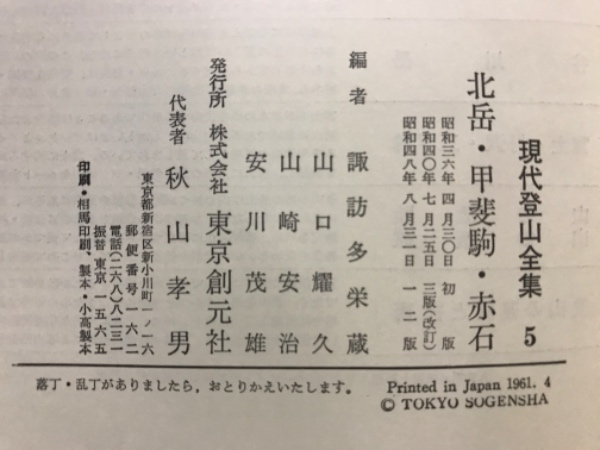 現代登山全集 5
北岳・甲斐駒・赤石
昭和三六年 四月三〇日 初 版
昭和四〇年 七月二五日 三版(改訂)
昭和四八年 八月三一日 一二版
編者 諏訪多栄蔵
山口耀久
山崎安治
安川茂雄
発行所 株式会社 東京創元社
代表者 秋山孝男
東京都新宿区新小川町一ノ一六
郵便番号一六二
電話(二六八)八二三一
振替東京一五六五
印刷・相馬印刷、製本・小高製本
落丁・乱丁がありましたら、おとりかえいたします。
Printed in Japan 1961. 4
© TOKYO SOGENSHA